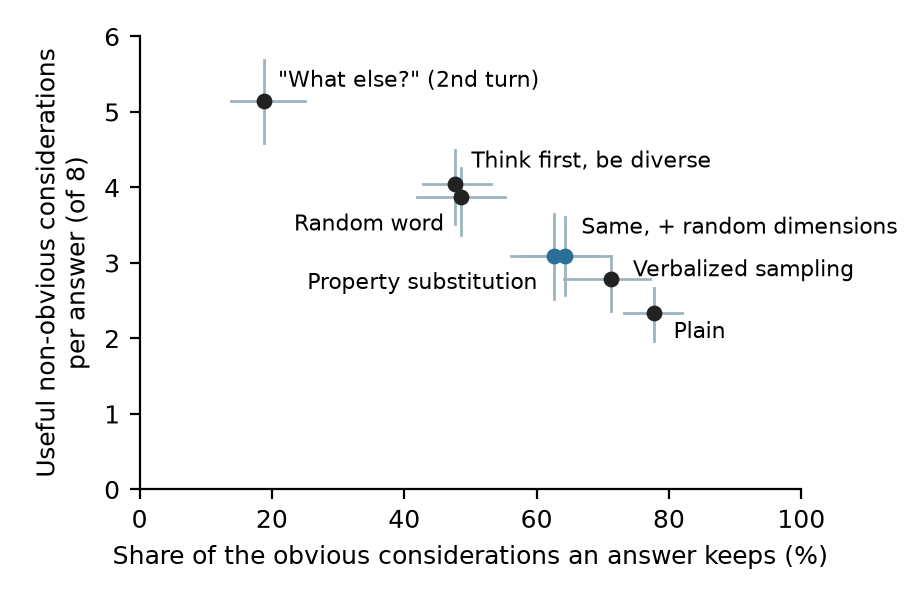 Useful non-obvious considerations
per answer (of 8)
6
5
4
3
2
1
0
"What else?" (2nd turn)
Think first, be diverse
Random word
Same, + random dimensions
Property substitution
Verbalized sampling
Plain
0 20 40 60 80 100
Share of the obvious considerations an answer keeps (%)